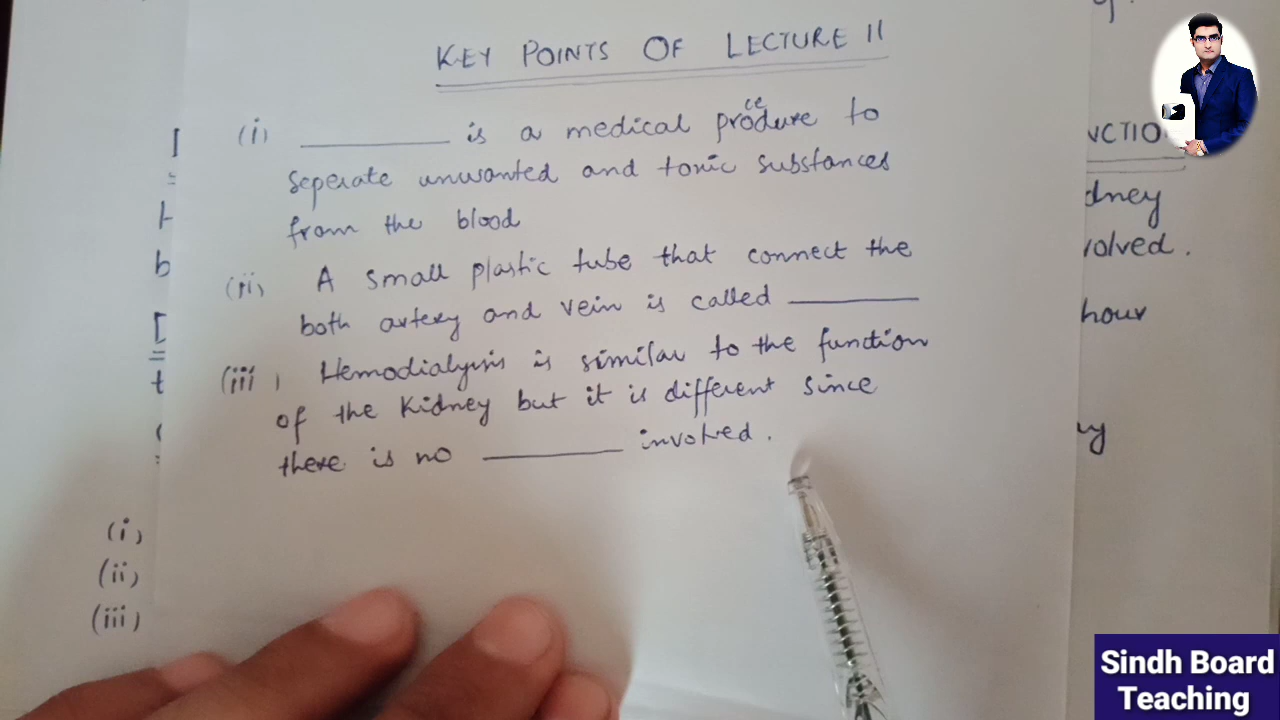 KEY POINTS OF LECTURE 11
(i) ________ is a medical procedure to
seperate unwanted and toxic substances
from the blood
(ii) A small plastic tube that connect the
both artery and vein is called ________
(iii) Hemodialysis is similar to the function
of the Kidney but it is different since
there is no ________ involved.
NCTIO
dney
volved.
hour
(i)
(ii)
(iii)
Sindh Board
Teaching